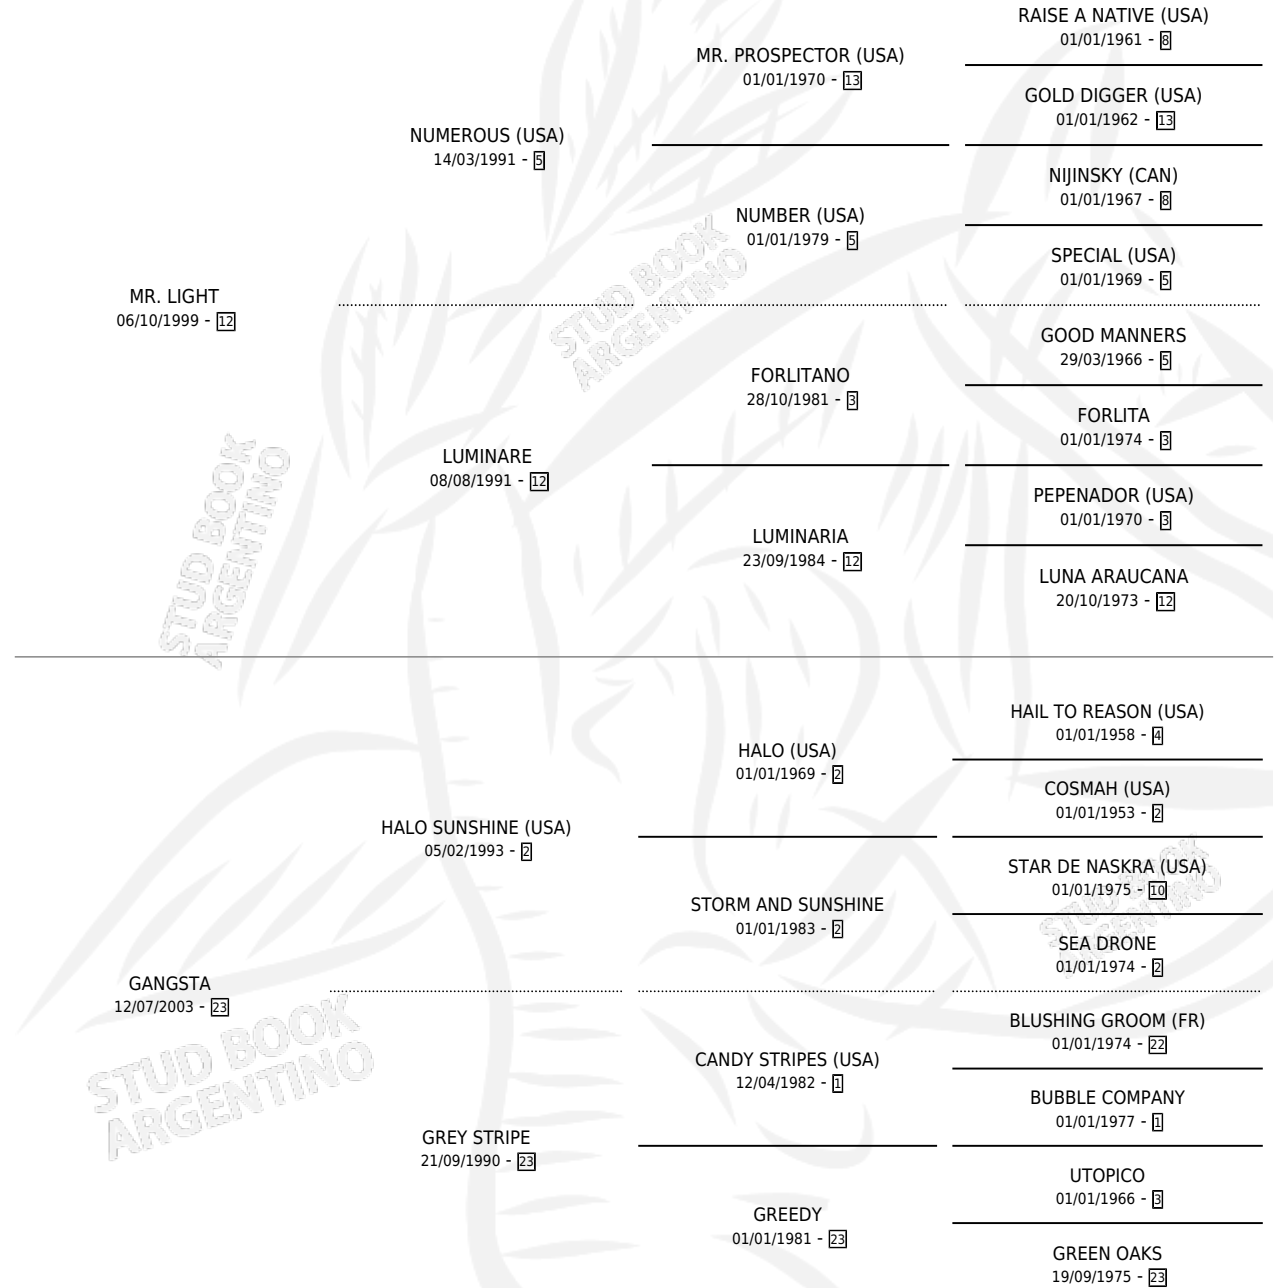 RAISE A NATIVE (USA)
01/01/1961 - 8
MR. PROSPECTOR (USA)
01/01/1970 - 13
GOLD DIGGER (USA)
01/01/1962 - 13
NUMEROUS (USA)
14/03/1991 - 5
NIJINSKY (CAN)
01/01/1967 - 8
NUMBER (USA)
01/01/1979 - 5
SPECIAL (USA)
01/01/1969 - 5
MR. LIGHT
06/10/1999 - 12
GOOD MANNERS
29/03/1966 - 5
FORLITANO
28/10/1981 - 3
FORLITA
01/01/1974 - 3
LUMINARE
08/08/1991 - 12
PEPENADOR (USA)
01/01/1970 - 3
LUMINARIA
23/09/1984 - 12
LUNA ARAUCANA
20/10/1973 - 12
HAIL TO REASON (USA)
01/01/1958 - 4
HALO (USA)
01/01/1969 - 2
COSMAH (USA)
01/01/1953 - 2
HALO SUNSHINE (USA)
05/02/1993 - 2
STAR DE NASKRA (USA)
01/01/1975 - 10
STORM AND SUNSHINE
01/01/1983 - 2
SEA DRONE
01/01/1974 - 2
GANGSTA
12/07/2003 - 23
BLUSHING GROOM (FR)
01/01/1974 - 22
CANDY STRIPES (USA)
12/04/1982 - 1
BUBBLE COMPANY
01/01/1977 - 1
GREY STRIPE
21/09/1990 - 23
UTOPICO
01/01/1966 - 3
GREEDY
01/01/1981 - 23
GREEN OAKS
19/09/1975 - 23
STUD BOOK
ARGENTINO
STUD BOOK
ARGENTINO
STUD BOOK
ARGENTINO
STUD BOOK
ARGENTINO